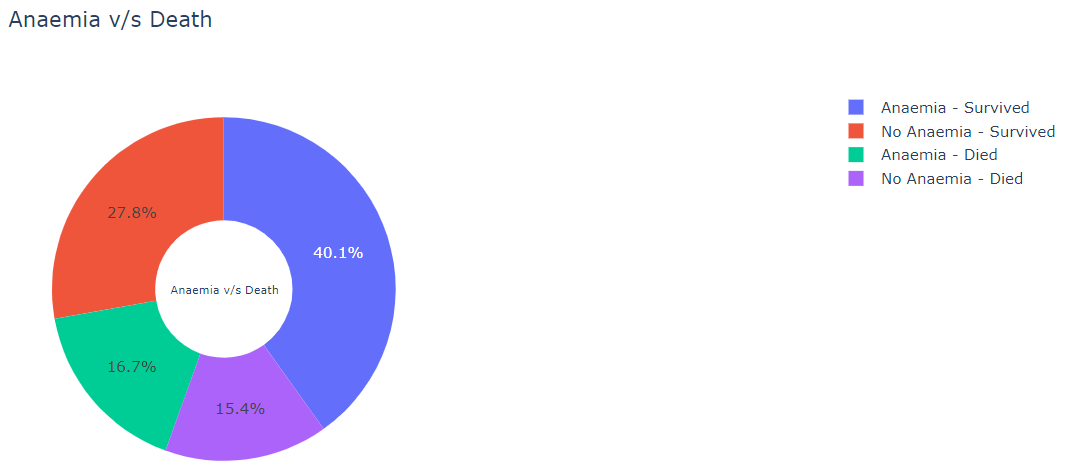 Anaemia v/s Death
Anaemia - Survived
No Anaemia - Survived
Anaemia - Died
No Anaemia - Died
27.8%
40.1%
Anaemia v/s Death
16.7%
15.4%